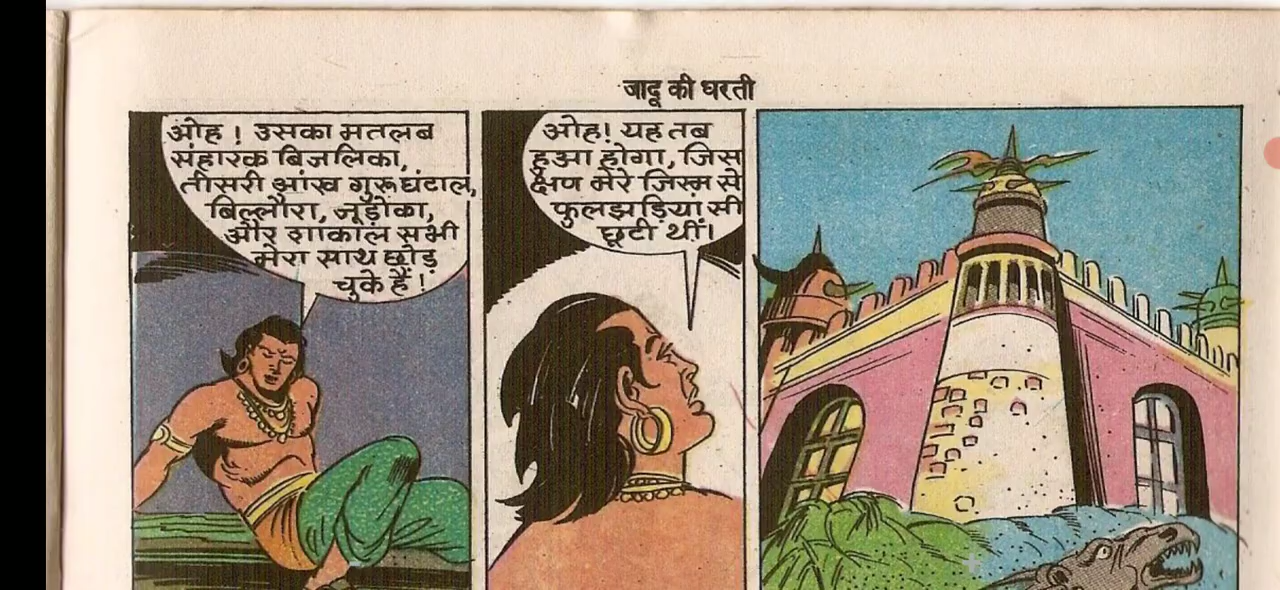 जादू की धरती
ओह! उसका मतलब
संहारक बिजलिका,
तीसरी आंख गुरूघंटाल,
बिल्लौरा, जूडोका,
और शाकाल सभी
मेरा साथ छोड़
चुके हैं!
ओह! यह तब
हुआ होगा, जिस
क्षण मेरे जिस्म से
फुलझड़ियां सी
छूटी थीं।